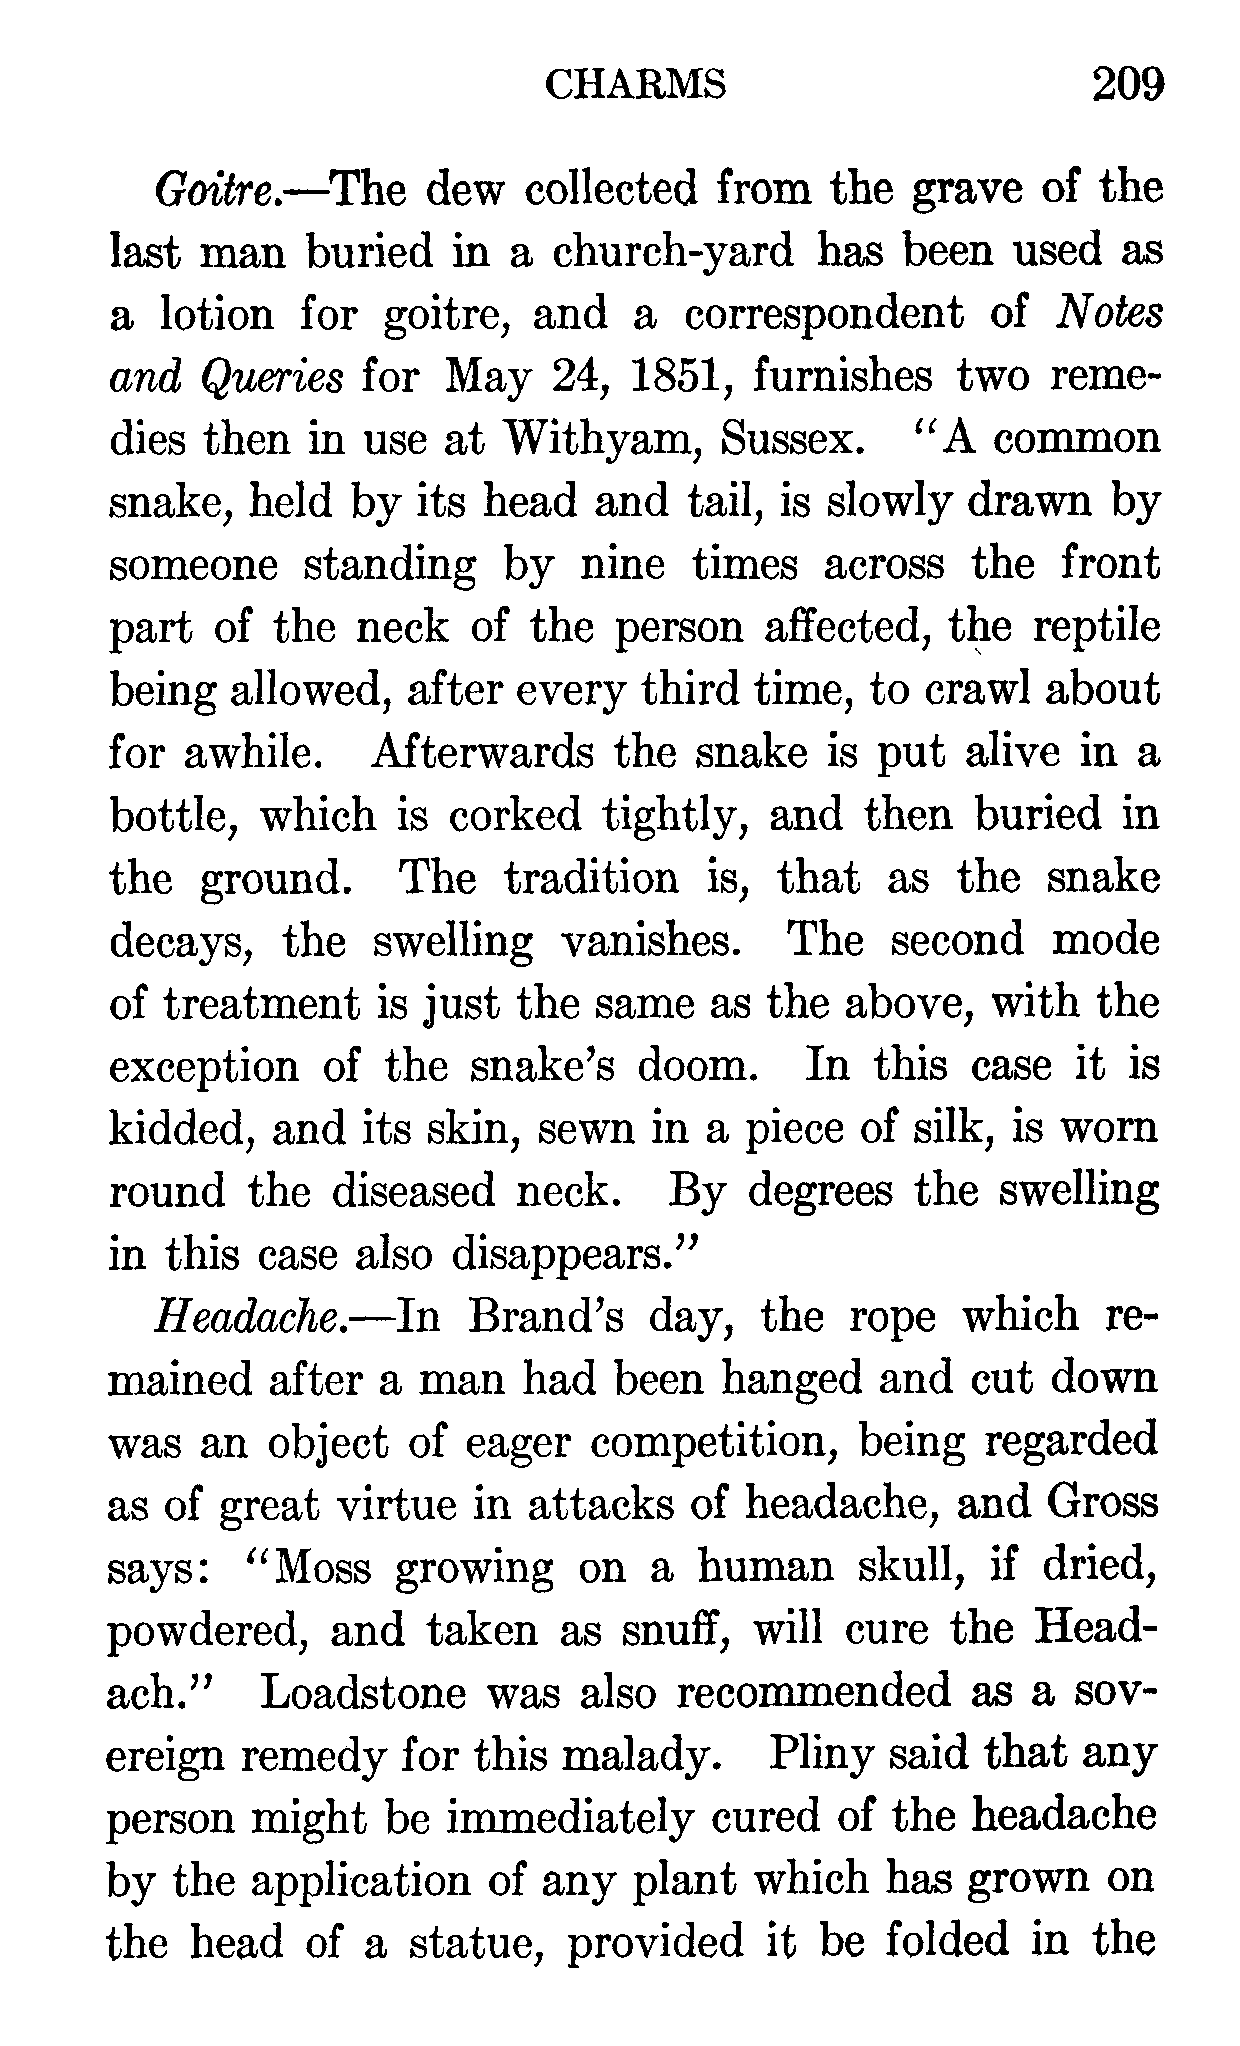 CHARMS 209
Goitre.—The dew collected from the grave of the
last man buried in a church-yard has been used as
a lotion for goitre, and a correspondent of Notes
and Queries for May 24, 1851, furnishes two reme-
dies then in use at Withyam, Sussex. "A common
snake, held by its head and tail, is slowly drawn by
someone standing by nine times across the front
part of the neck of the person affected, the reptile
being allowed, after every third time, to crawl about
for awhile. Afterwards the snake is put alive in a
bottle, which is corked tightly, and then buried in
the ground. The tradition is, that as the snake
decays, the swelling vanishes. The second mode
of treatment is just the same as the above, with the
exception of the snake's doom. In this case it is
kidded, and its skin, sewn in a piece of silk, is worn
round the diseased neck. By degrees the swelling
in this case also disappears."
Headache.—In Brand's day, the rope which re-
mained after a man had been hanged and cut down
was an object of eager competition, being regarded
as of great virtue in attacks of headache, and Gross
says: "Moss growing on a human skull, if dried,
powdered, and taken as snuff, will cure the Head-
ach." Loadstone was also recommended as a sov-
ereign remedy for this malady. Pliny said that any
person might be immediately cured of the headache
by the application of any plant which has grown on
the head of a statue, provided it be folded in the